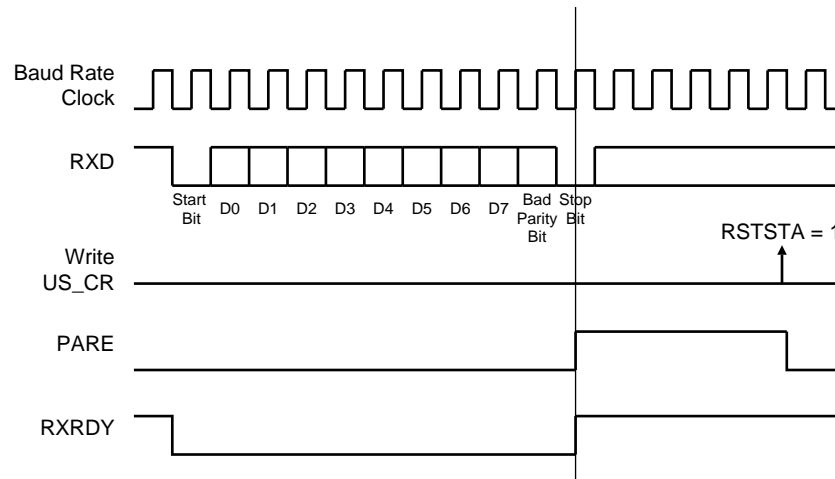 Baud Rate
Clock
RXD
Start
Bit
D0
D1
D2
D3
D4
D5
D6
D7
Bad
Parity
Bit
Stop
Bit
RSTSTA = 1
Write
US_CR
PARE
RXRDY